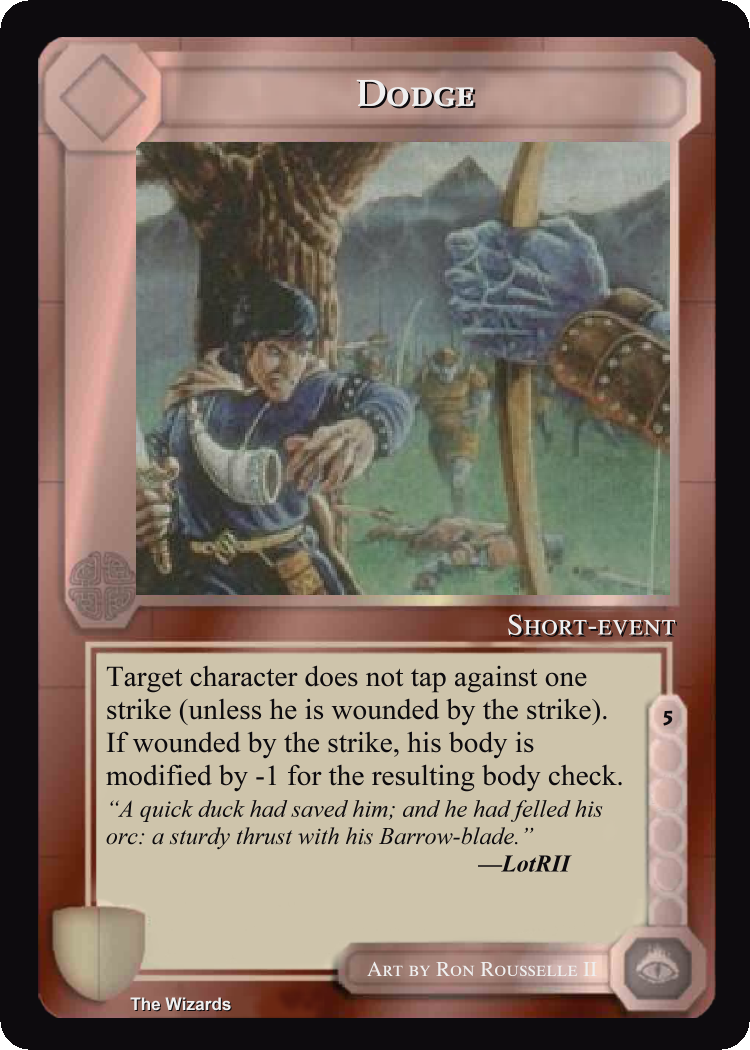 Dodge
Short-event
Target character does not tap against one
strike (unless he is wounded by the strike).
If wounded by the strike, his body is
modified by -1 for the resulting body check.
“A quick duck had saved him; and he had felled his
orc: a sturdy thrust with his Barrow-blade.”
—LotRII
5
Art by Ron Rousselle II
The Wizards